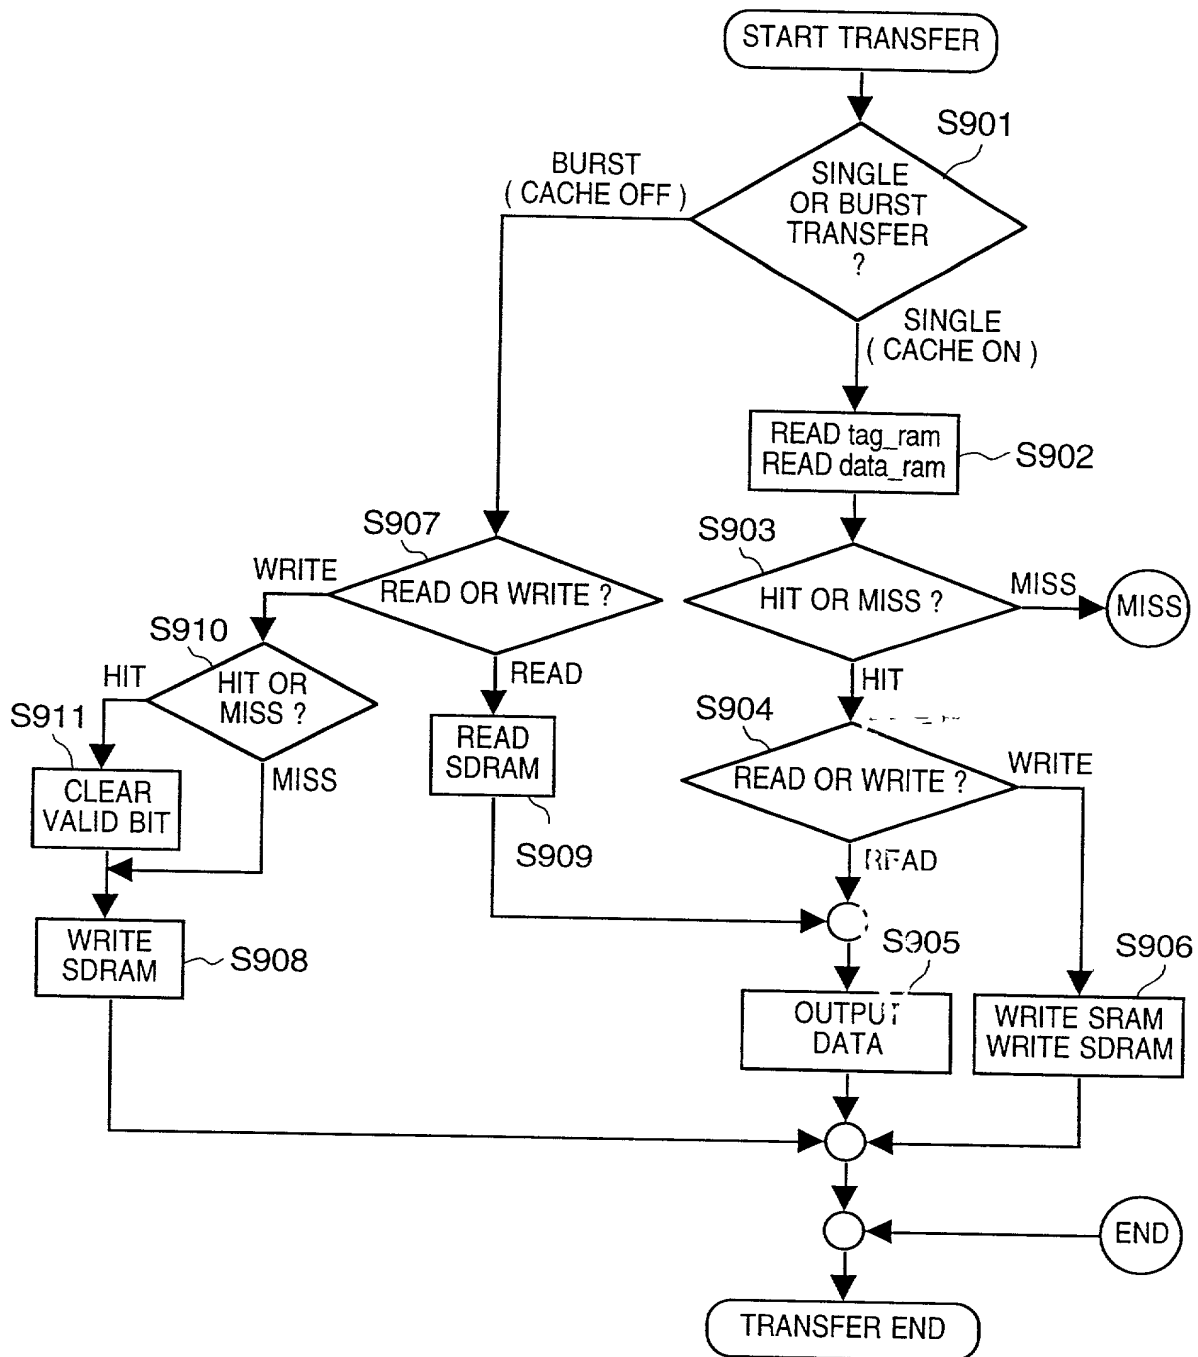 START TRANSFER
S901
BURST
( CACHE OFF )
SINGLE
OR BURST
TRANSFER
?
SINGLE
( CACHE ON )
READ tag_ram
READ data_ram
S902
S907
S903
WRITE
READ OR WRITE ?
HIT OR MISS ?
MISS
MISS
S910
HIT
HIT OR
MISS ?
READ
HIT
S911
S904
READ
SDRAM
READ OR WRITE ?
WRITE
CLEAR
VALID BIT
MISS
S909
READ
S905
S906
WRITE
SDRAM
S908
OUTPUT
DATA
WRITE SRAM
WRITE SDRAM
END
TRANSFER END